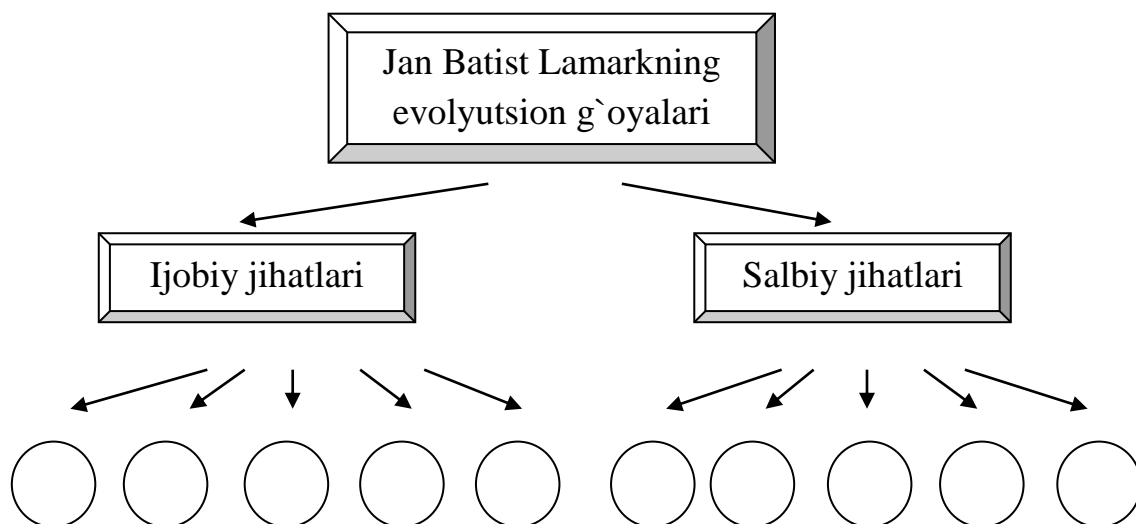 Jan Batist Lamarkning
evolyutsion g`oyalari
Ijobiy jihatlari
Salbiy jihatlari